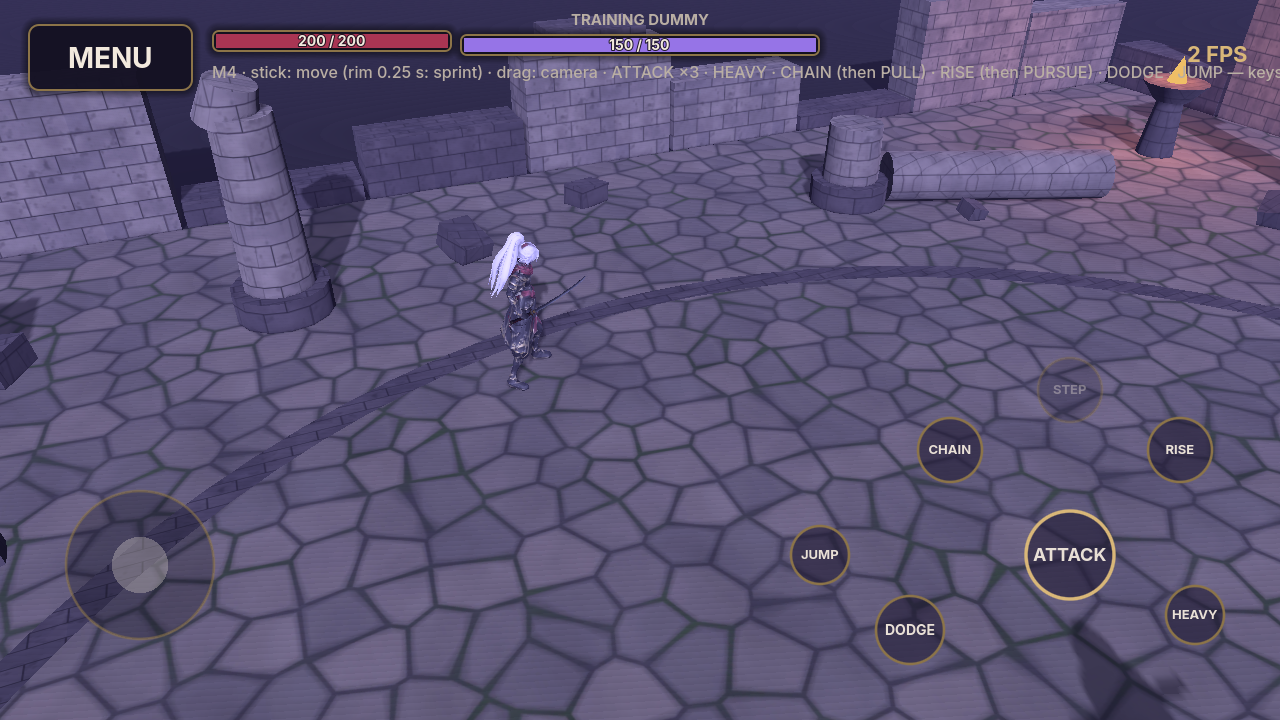 TRAINING DUMMY
MENU
200 / 200
150 / 150
2 FPS
M4 · stick: move (rim 0.25 s: sprint) · drag: camera · ATTACK ×3 · HEAVY · CHAIN (then PULL) · RISE (then PURSUE) · DODGE · JUMP — keys
STEP
CHAIN
RISE
JUMP
ATTACK
HEAVY
DODGE